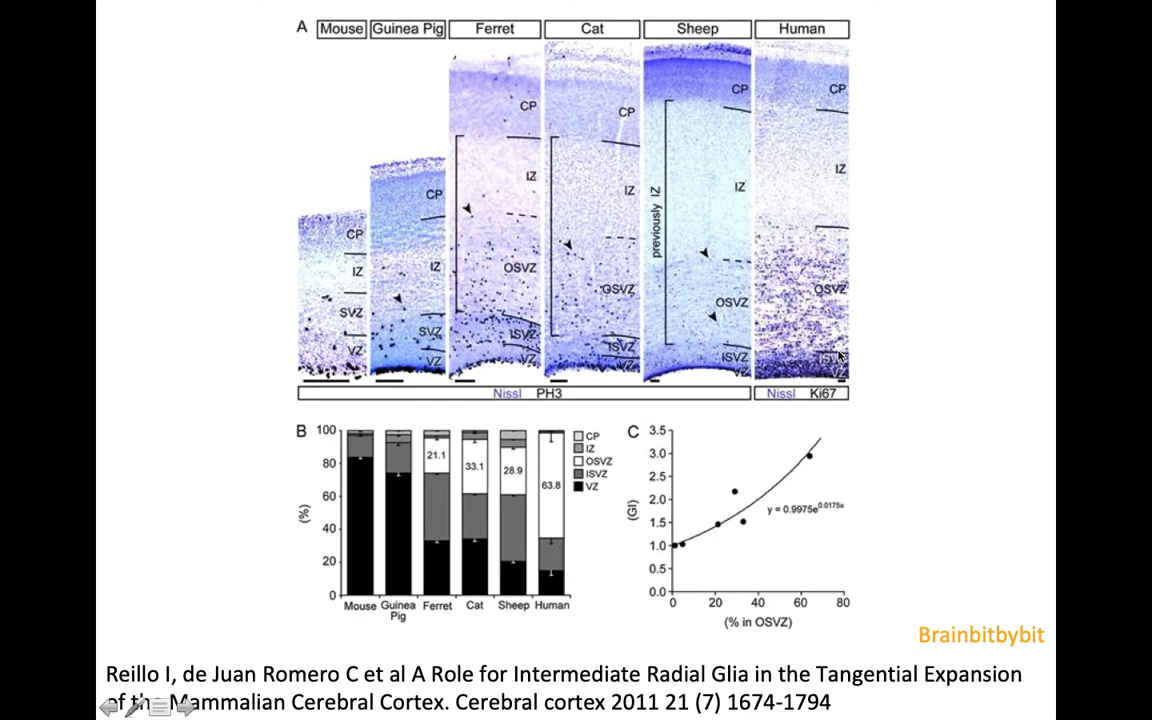 A Mouse Guinea Pig Ferret Cat Sheep Human
CP
IZ
SVZ
VZ
CP
IZ
SVZ
VZ
CP
IZ
OSVZ
ISVZ
VZ
CP
IZ
OSVZ
ISVZ
VZ
previously IZ
CP
IZ
OSVZ
ISVZ
VZ
CP
IZ
OSVZ
VZ
Nissl PH3
Nissl Ki67
B
(%)
100
80
60
40
20
0
21.1
33.1
28.9
63.8
CP
IZ
OSVZ
ISVZ
VZ
Mouse Guinea Pig Ferret Cat Sheep Human
C
(GI)
3.5
3.0
2.5
2.0
1.5
1.0
0.5
0.0
y = 0.9975e0.0175x
0 20 40 60 80
(% in OSVZ)
Brainbitbybit
Reillo I, de Juan Romero C et al A Role for Intermediate Radial Glia in the Tangential Expansion
of the Mammalian Cerebral Cortex. Cerebral cortex 2011 21 (7) 1674-1794